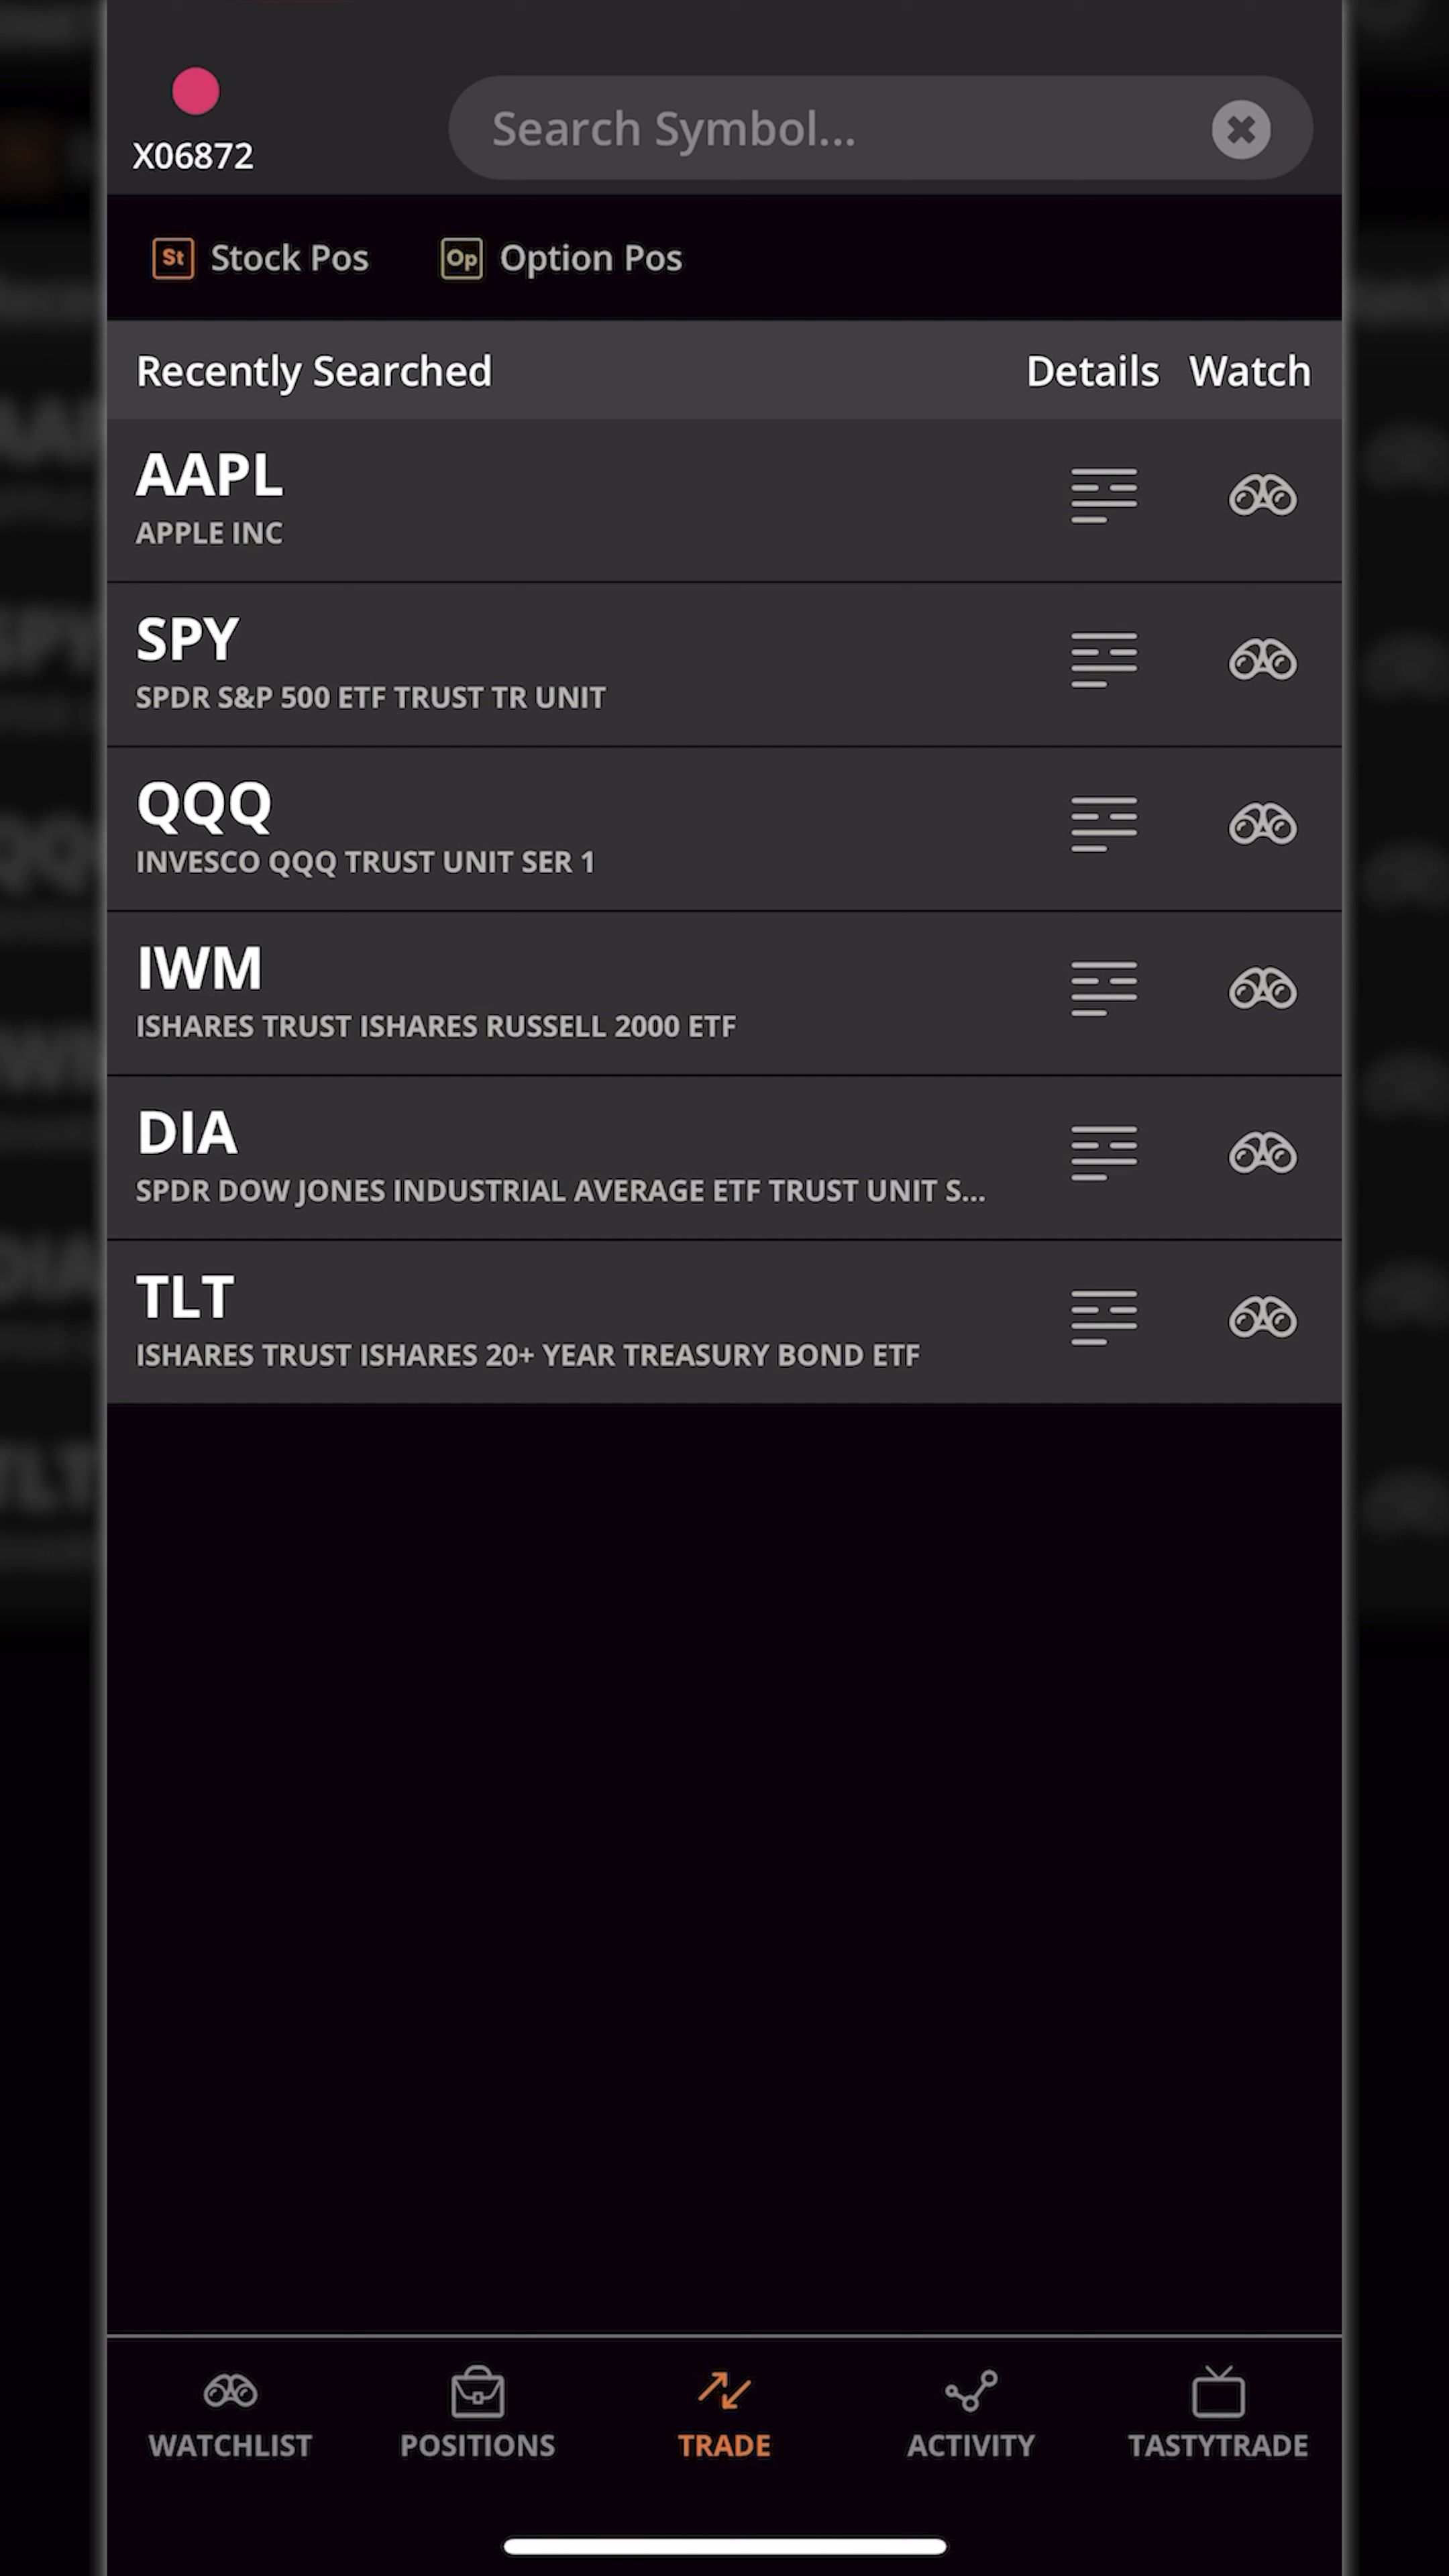 X06872
Search Symbol...
St Stock Pos Op Option Pos
Recently Searched Details Watch
AAPL
APPLE INC
SPY
SPDR S&P 500 ETF TRUST TR UNIT
QQQ
INVESCO QQQ TRUST UNIT SER 1
IWM
ISHARES TRUST ISHARES RUSSELL 2000 ETF
DIA
SPDR DOW JONES INDUSTRIAL AVERAGE ETF TRUST UNIT S...
TLT
ISHARES TRUST ISHARES 20+ YEAR TREASURY BOND ETF
WATCHLIST POSITIONS TRADE ACTIVITY TASTYTRADE